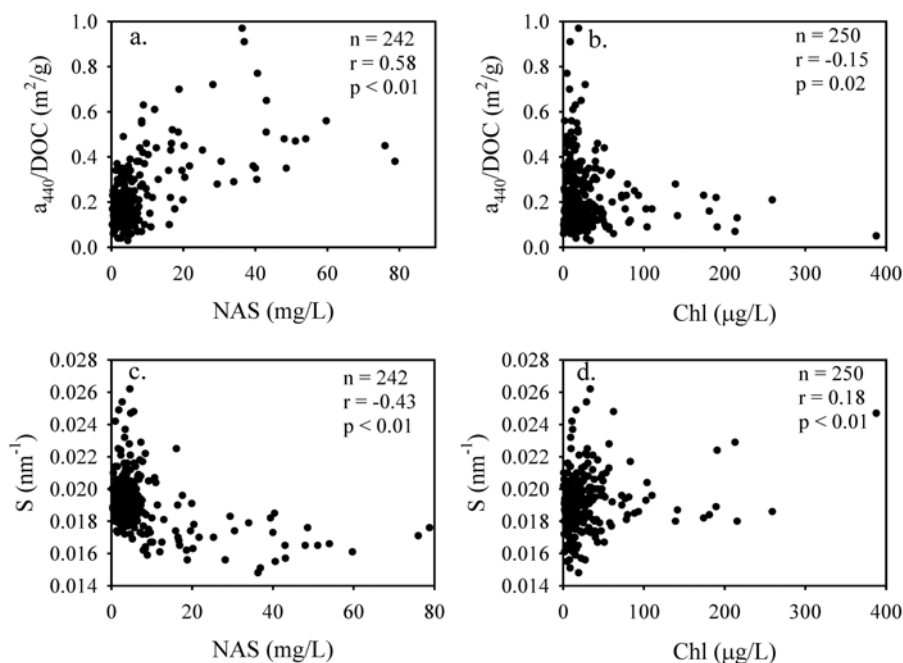 a.
n = 242
r = 0.58
p < 0.01
a440/DOC (m²/g)
1.0
0.8
0.6
0.4
0.2
0.0
0 20 40 60 80
NAS (mg/L)
b.
n = 250
r = -0.15
p = 0.02
a440/DOC (m²/g)
1.0
0.8
0.6
0.4
0.2
0.0
0 100 200 300 400
Chl (μg/L)
c.
n = 242
r = -0.43
p < 0.01
S (nm⁻¹)
0.028
0.026
0.024
0.022
0.020
0.018
0.016
0.014
0 20 40 60 80
NAS (mg/L)
d.
n = 250
r = 0.18
p < 0.01
S (nm⁻¹)
0.028
0.026
0.024
0.022
0.020
0.018
0.016
0.014
0 100 200 300 400
Chl (μg/L)